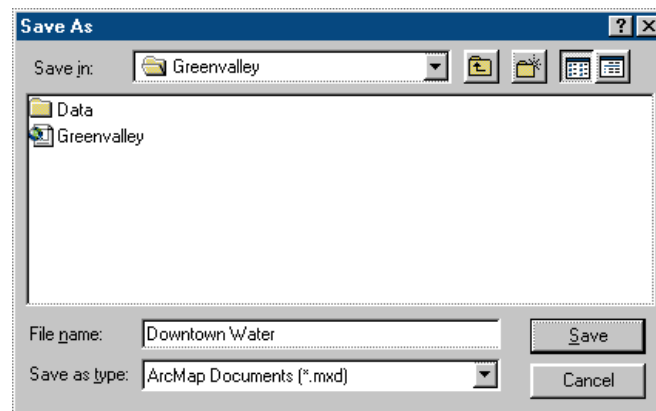 Save As
Save in: Greenvalley
Data
Greenvalley
File name: Downtown Water Save
Save as type: ArcMap Documents (*.mxd) Cancel